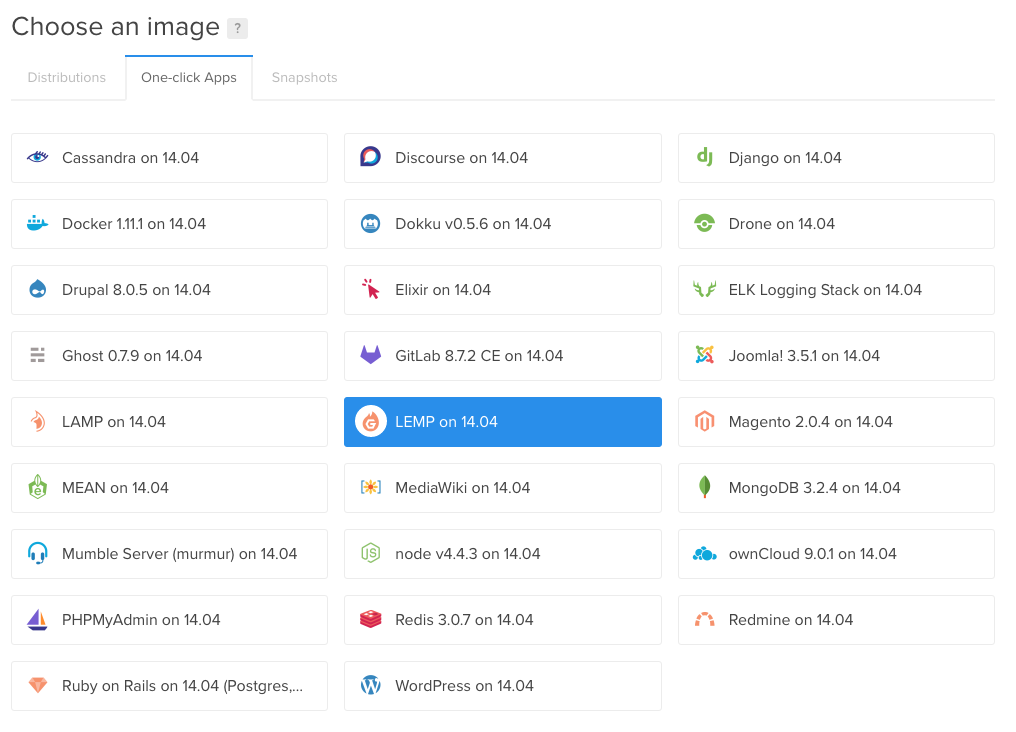 Choose an image ?
Distributions One-click Apps Snapshots
Cassandra on 14.04 Discourse on 14.04 Django on 14.04
Docker 1.11.1 on 14.04 Dokku v0.5.6 on 14.04 Drone on 14.04
Drupal 8.0.5 on 14.04 Elixir on 14.04 ELK Logging Stack on 14.04
Ghost 0.7.9 on 14.04 GitLab 8.7.2 CE on 14.04 Joomla! 3.5.1 on 14.04
LAMP on 14.04 LEMP on 14.04 Magento 2.0.4 on 14.04
MEAN on 14.04 MediaWiki on 14.04 MongoDB 3.2.4 on 14.04
Mumble Server (murmur) on 14.04 node v4.4.3 on 14.04 ownCloud 9.0.1 on 14.04
PHPMyAdmin on 14.04 Redis 3.0.7 on 14.04 Redmine on 14.04
Ruby on Rails on 14.04 (Postgres,... WordPress on 14.04